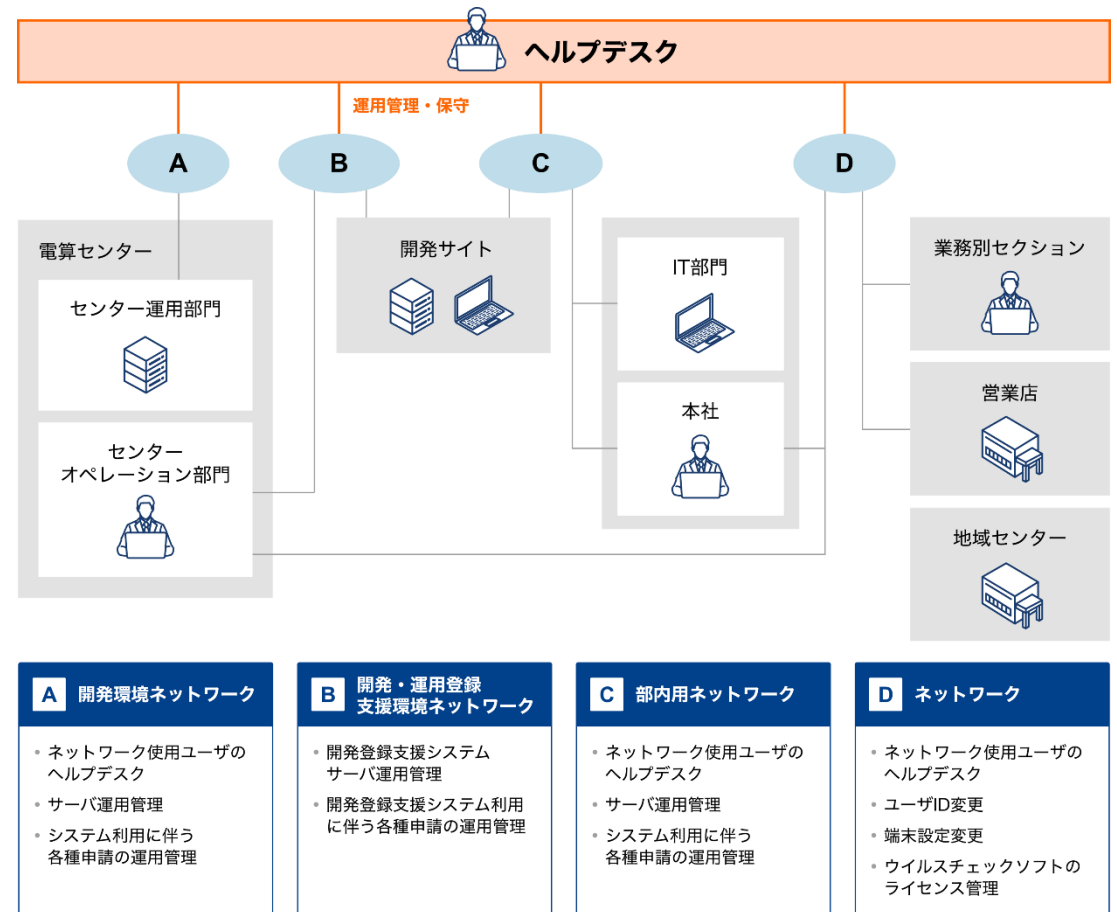 ヘルプデスク
運用管理・保守
A
B
C
D
電算センター
センター運用部門
センター
オペレーション部門
開発サイト
IT部門
本社
業務別セクション
営業店
地域センター
A 開発環境ネットワーク
• ネットワーク使用ユーザの
ヘルプデスク
• サーバ運用管理
• システム利用に伴う
各種申請の運用管理
B 開発・運用登録
支援環境ネットワーク
• 開発登録支援システム
サーバ運用管理
• 開発登録支援システム利用
に伴う各種申請の運用管理
C 部内用ネットワーク
• ネットワーク使用ユーザの
ヘルプデスク
• サーバ運用管理
• システム利用に伴う
各種申請の運用管理
D ネットワーク
• ネットワーク使用ユーザの
ヘルプデスク
• ユーザID変更
• 端末設定変更
• ウイルスチェックソフトの
ライセンス管理